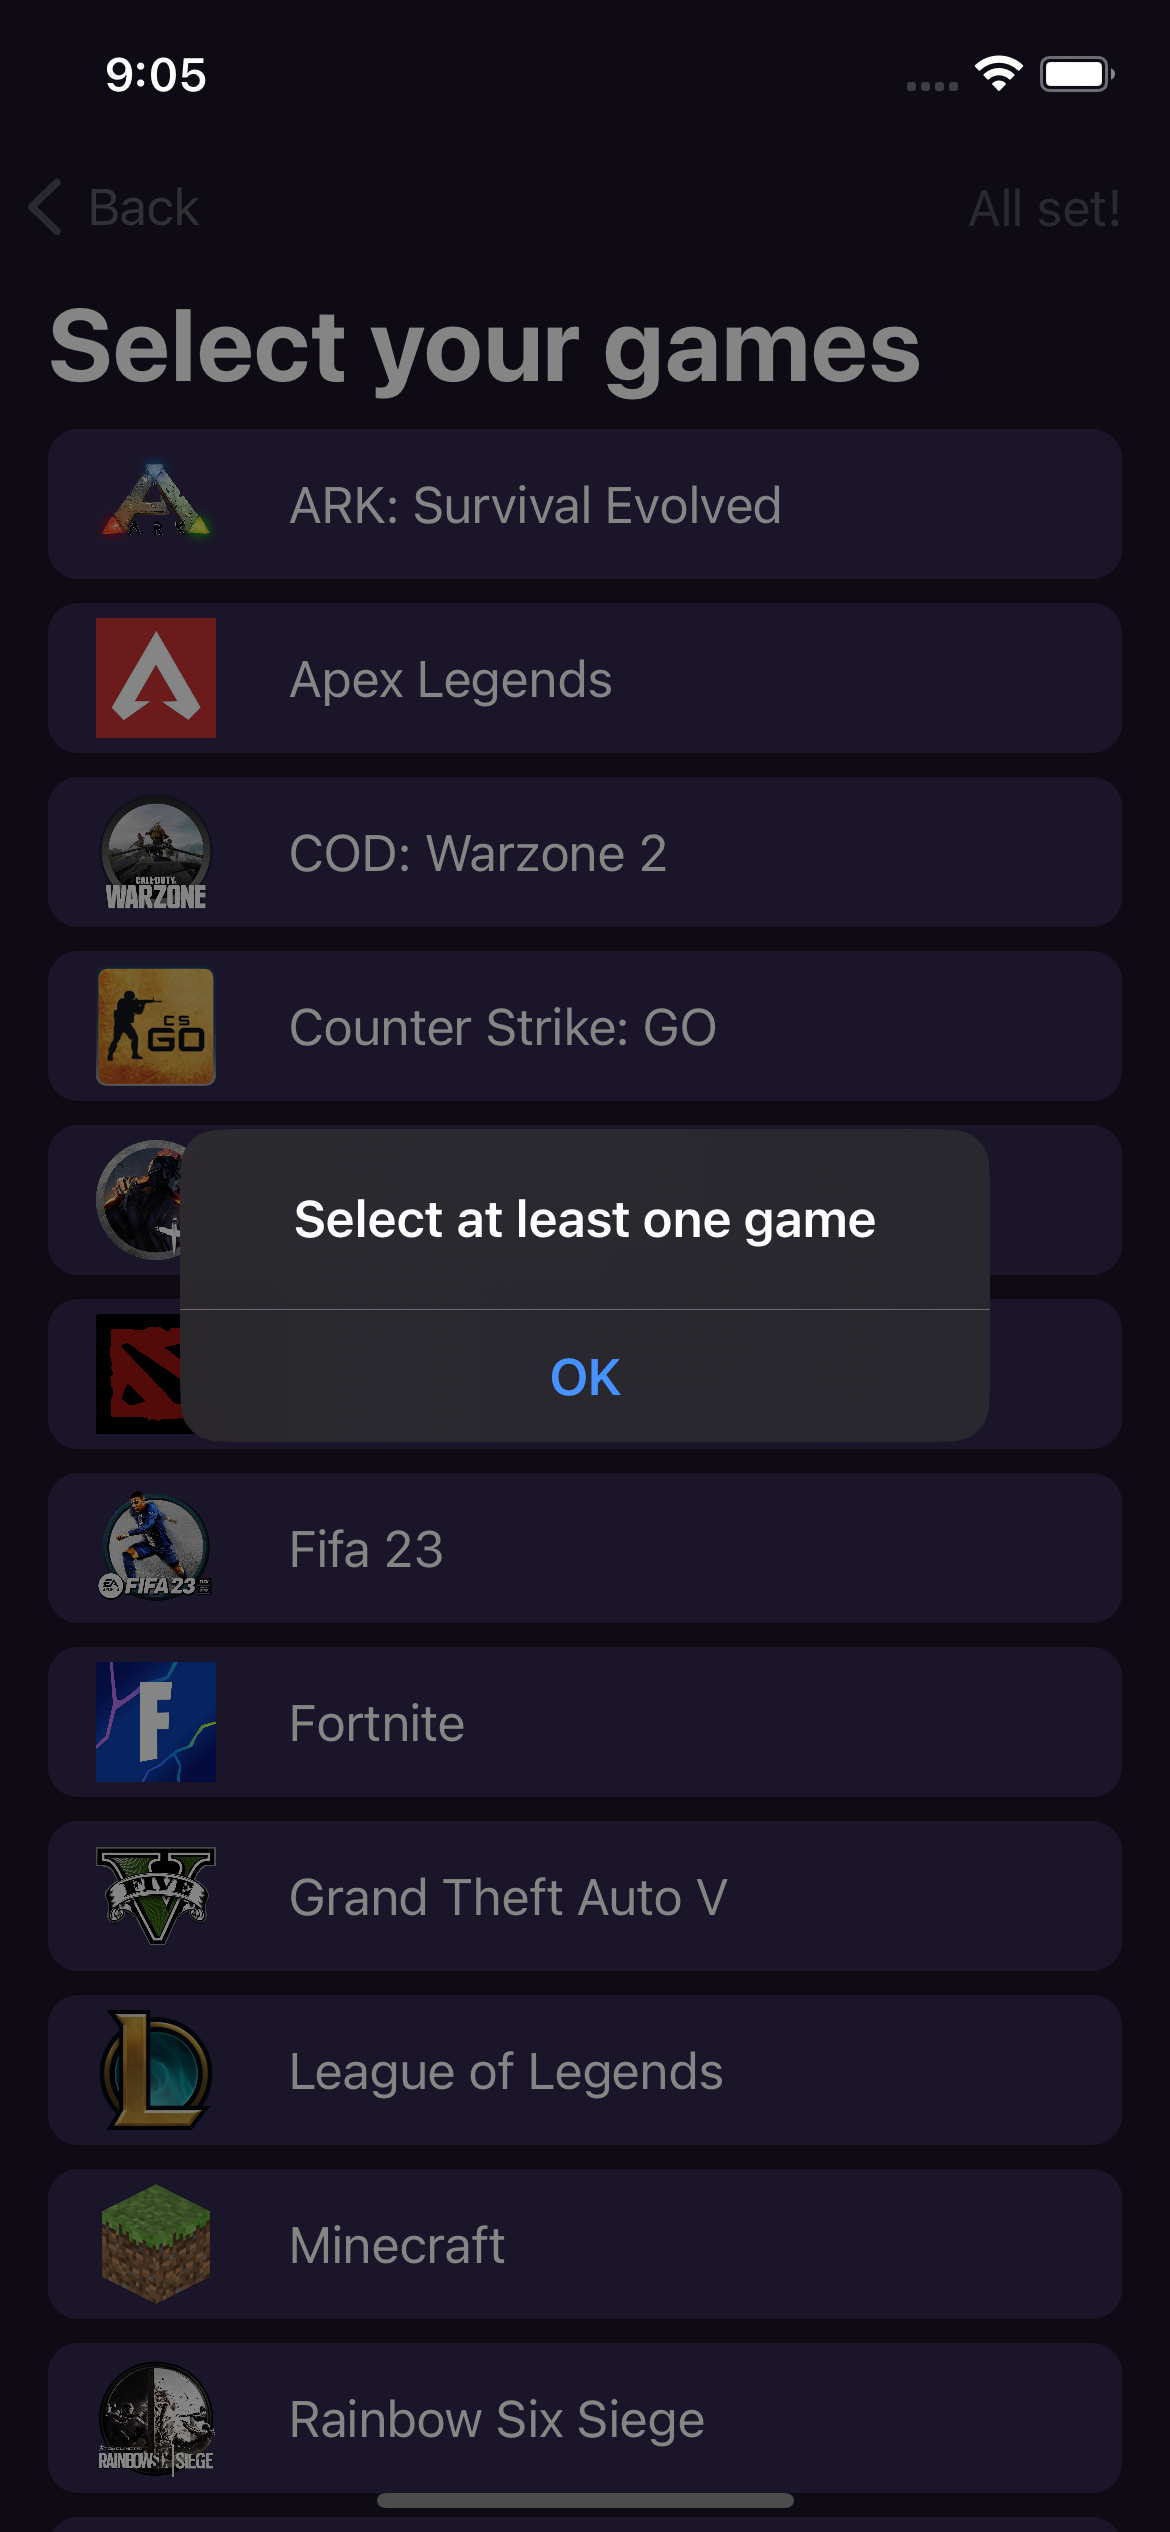 9:05
Back
All set!
Select your games
ARK
ARK: Survival Evolved
Apex Legends
CALL OF DUTY
WARZONE
COD: Warzone 2
CS
GO
Counter Strike: GO
Select at least one game
OK
EA
FIFA 23
Fifa 23
F
Fortnite
V
FIVE
Grand Theft Auto V
L
League of Legends
Minecraft
RAINBOW SIX SIEGE
Rainbow Six Siege